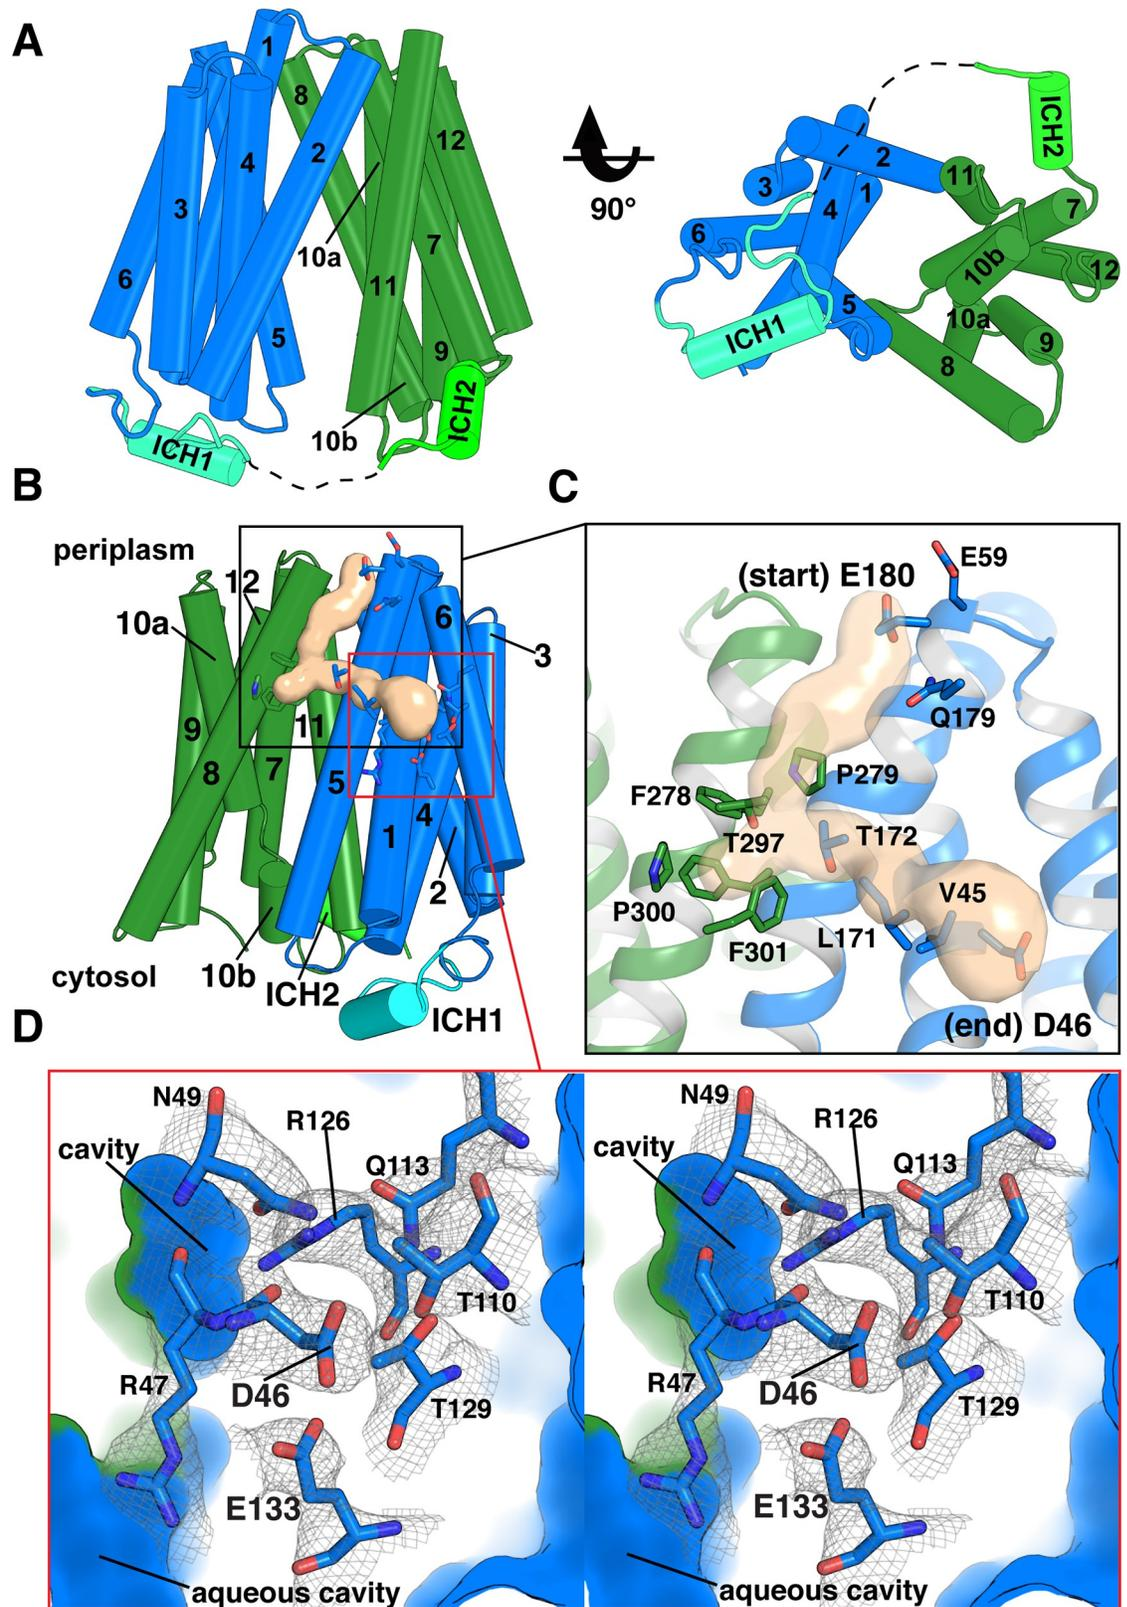 A
1
8
2
12
4
3
10a
7
6
11
5
9
ICH2
10b
ICH1
90°
ICH2
2
11
3
1
4
7
6
10b
12
5
10a
ICH1
9
8
B
C
periplasm
12
10a
6
3
9
11
8
7
5
4
1
2
10b
ICH2
cytosol
ICH1
E59
(start) E180
Q179
P279
F278
T297
T172
P300
V45
F301
L171
(end) D46
D
N49
R126
cavity
Q113
T110
R47
D46
T129
E133
aqueous cavity
N49
R126
cavity
Q113
T110
R47
D46
T129
E133
aqueous cavity